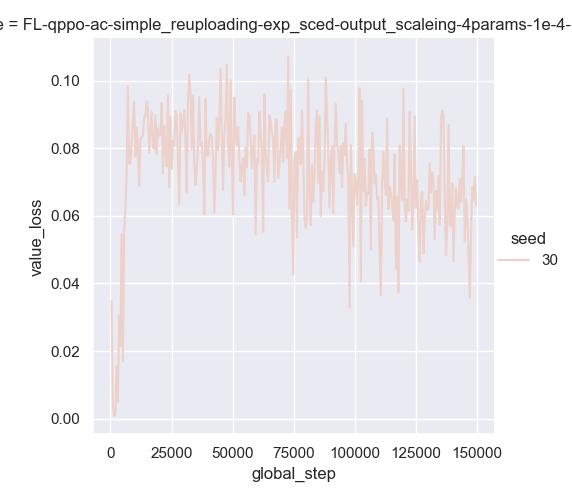 e = FL-qppo-ac-simple_reuploading-exp_sced-output_scaleing-4params-1e-4-
0.10
0.08
0.06
0.04
0.02
0.00
value_loss
0 25000 50000 75000 100000 125000 150000
global_step
seed
30